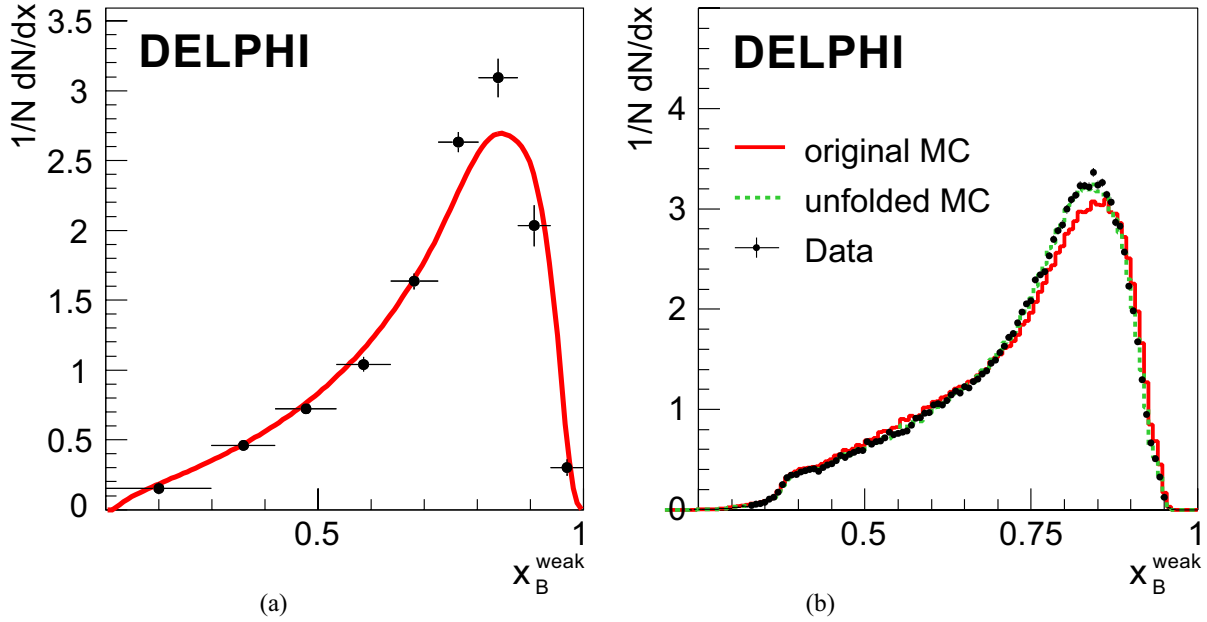 1/N dN/dx
DELPHI
3.5
3
2.5
2
1.5
1
0.5
0
0.5
1
x_B^weak
(a)
1/N dN/dx
DELPHI
original MC
unfolded MC
Data
4
3
2
1
0
0.5
0.75
1
x_B^weak
(b)